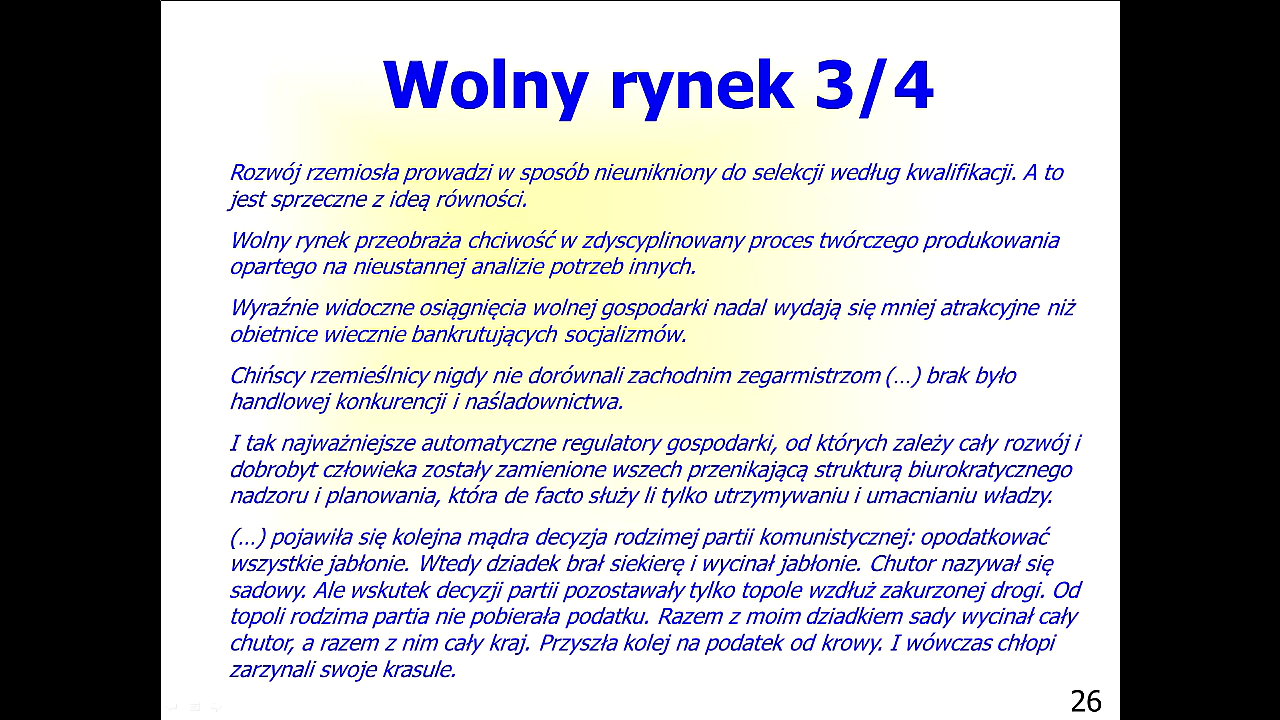 Wolny rynek 3/4
Rozwój rzemiosła prowadzi w sposób nieunikniony do selekcji według kwalifikacji. A to
jest sprzeczne z ideą równości.
Wolny rynek przeobraża chciwość w zdyscyplinowany proces twórczego produkowania
opartego na nieustannej analizie potrzeb innych.
Wyraźnie widoczne osiągnięcia wolnej gospodarki nadal wydają się mniej atrakcyjne niż
obietnice wiecznie bankrutujących socjalizmów.
Chińscy rzemieślnicy nigdy nie dorównali zachodnim zegarmistrzom (…) brak było
handlowej konkurencji i naśladownictwa.
I tak najważniejsze automatyczne regulatory gospodarki, od których zależy cały rozwój i
dobrobyt człowieka zostały zamienione wszech przenikającą strukturą biurokratycznego
nadzoru i planowania, która de facto służy li tylko utrzymywaniu i umacnianiu władzy.
(…) pojawiła się kolejna mądra decyzja rodzimej partii komunistycznej: opodatkować
wszystkie jabłonie. Wtedy dziadek brał siekierę i wycinał jabłonie. Chutor nazywał się
sadowy. Ale wskutek decyzji partii pozostawały tylko topole wzdłuż zakurzonej drogi. Od
topoli rodzima partia nie pobierała podatku. Razem z moim dziadkiem sady wycinał cały
chutor, a razem z nim cały kraj. Przyszła kolej na podatek od krowy. I wówczas chłopi
zarzynali swoje krasule.
26